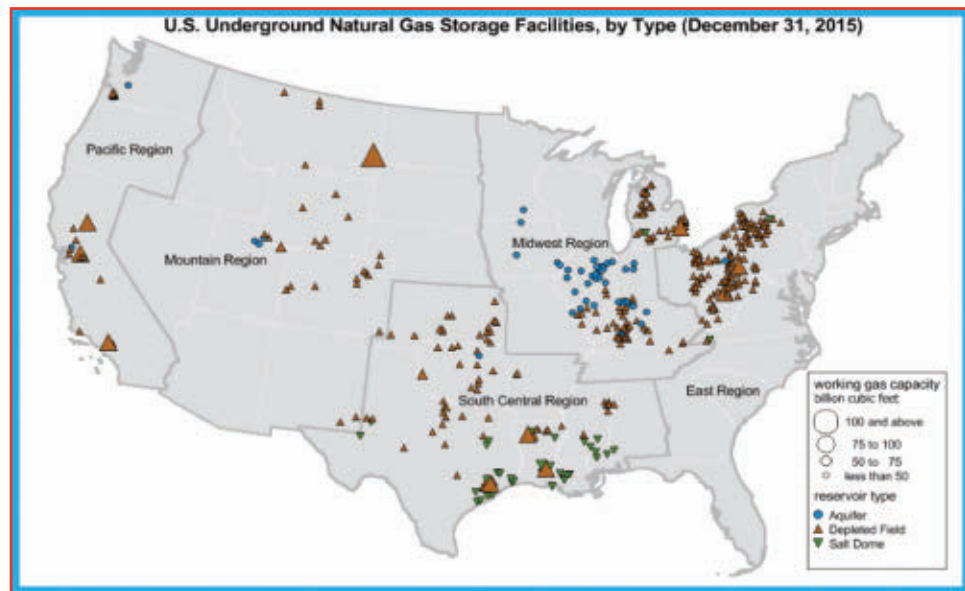 U.S. Underground Natural Gas Storage Facilities, by Type (December 31, 2015)
Pacific Region
Mountain Region
Midwest Region
South Central Region
East Region
working gas capacity
billion cubic feet
100 and above
75 to 100
50 to 75
less than 50
reservoir type
Aquifer
Depleted Field
Salt Dome